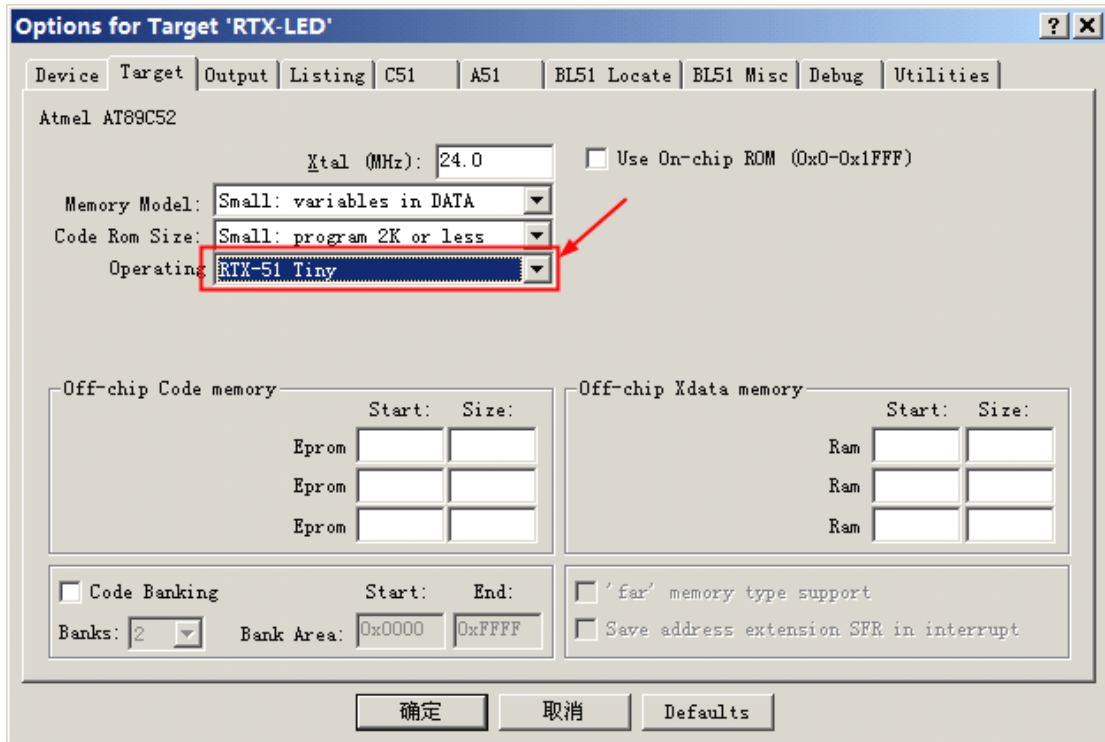 Options for Target 'RTX-LED'
Device Target Output Listing C51 A51 BL51 Locate BL51 Misc Debug Utilities
Atmel AT89C52
Xtal (MHz): 24.0 Use On-chip ROM (0x0-0x1FFF)
Memory Model: Small: variables in DATA
Code Rom Size: Small: program 2K or less
Operating RTX-51 Tiny
Off-chip Code memory
Start: Size:
Eprom
Eprom
Eprom
Off-chip Xdata memory
Start: Size:
Ram
Ram
Ram
Code Banking Start: End:
Banks: 2 Bank Area: 0x0000 0xFFFF
'far' memory type support
Save address extension SFR in interrupt
确定 取消 Defaults